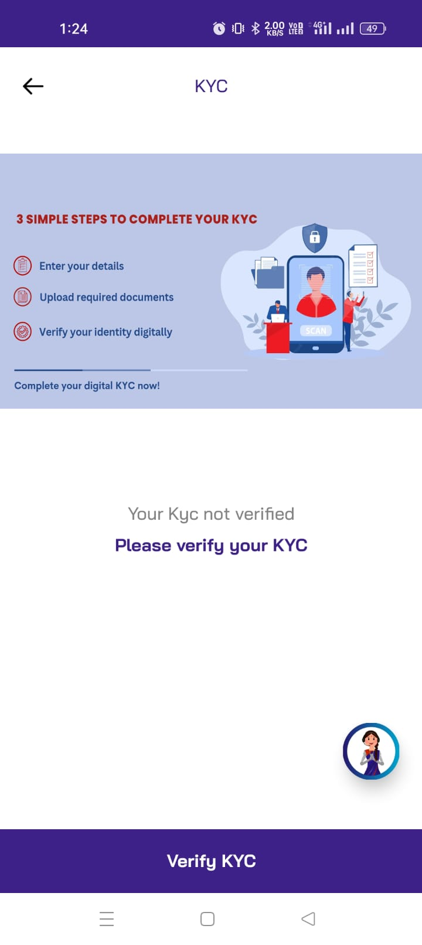 1:24
2.00 KB/S
VoD LTEB
4G+
49
KYC
3 SIMPLE STEPS TO COMPLETE YOUR KYC
Enter your details
Upload required documents
Verify your identity digitally
SCAN
Complete your digital KYC now!
Your Kyc not verified
Please verify your KYC
Verify KYC